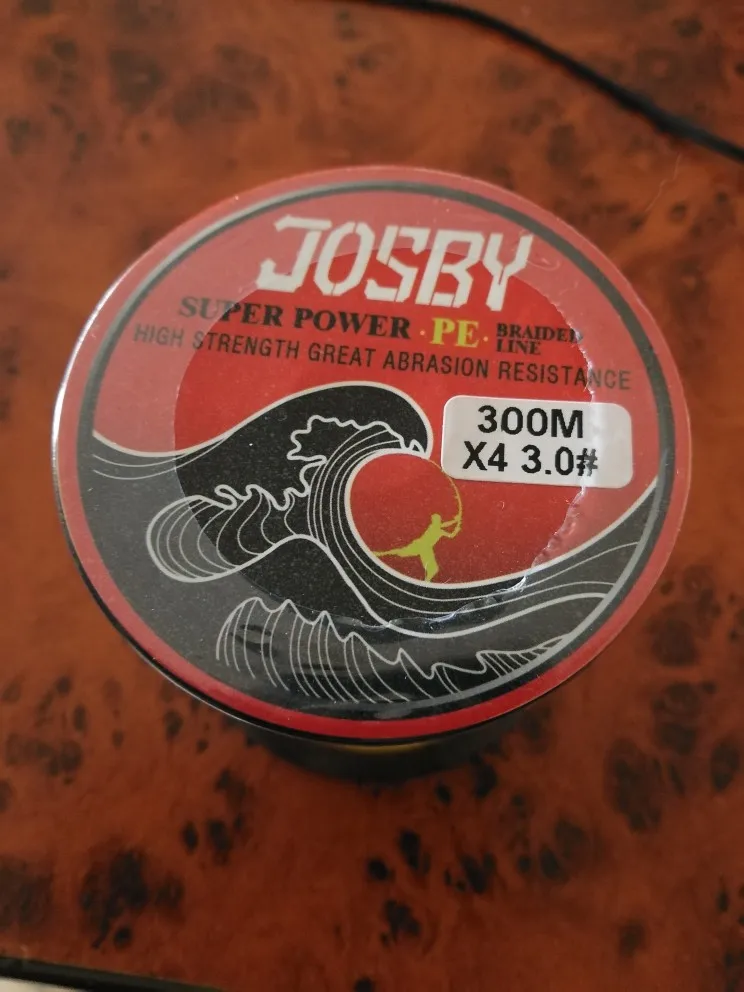 JOSBY
SUPER POWER · PE · BRAIDED
LINE
HIGH STRENGTH GREAT ABRASION RESISTANCE
300M
X4 3.0#